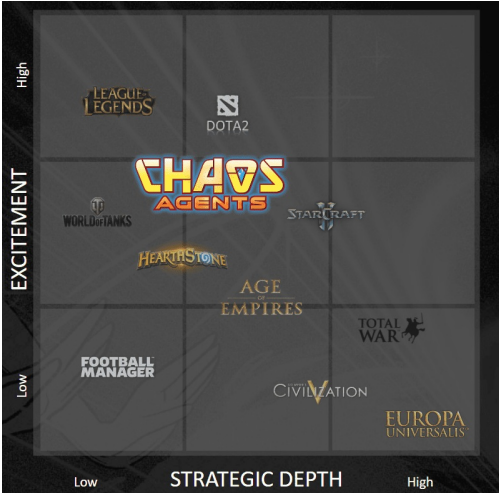 High
LEAGUE OF
LEGENDS
DOTA2
CHAOS
AGENTS
WORLD OF TANKS
STARCRAFT
II
EXCITEMENT
HEARTHSTONE
AGE
OF
EMPIRES
TOTAL
WAR
FOOTBALL
MANAGER
Low
CIVILIZATION
V
EUROPA
UNIVERSALIS
Low
STRATEGIC DEPTH
High